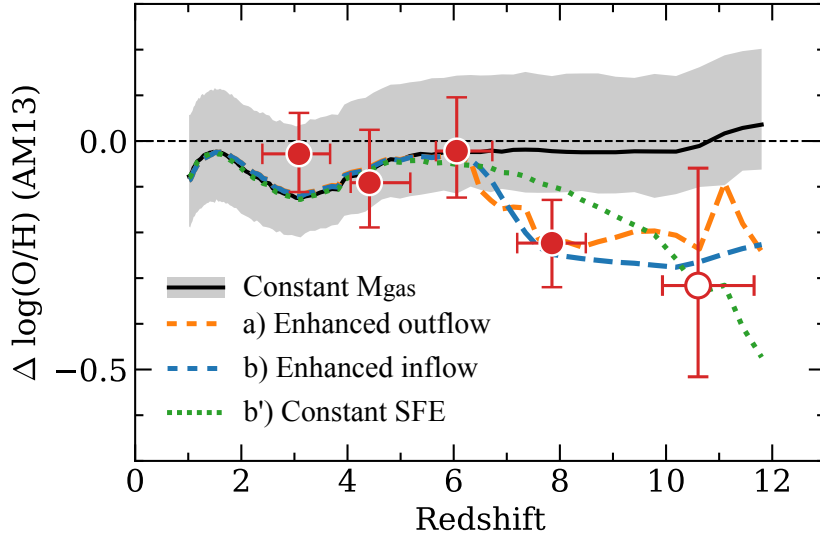 Δ log(O/H) (AM13)
0.0
−0.5
Constant Mgas
a) Enhanced outflow
b) Enhanced inflow
b') Constant SFE
0 2 4 6 8 10 12
Redshift